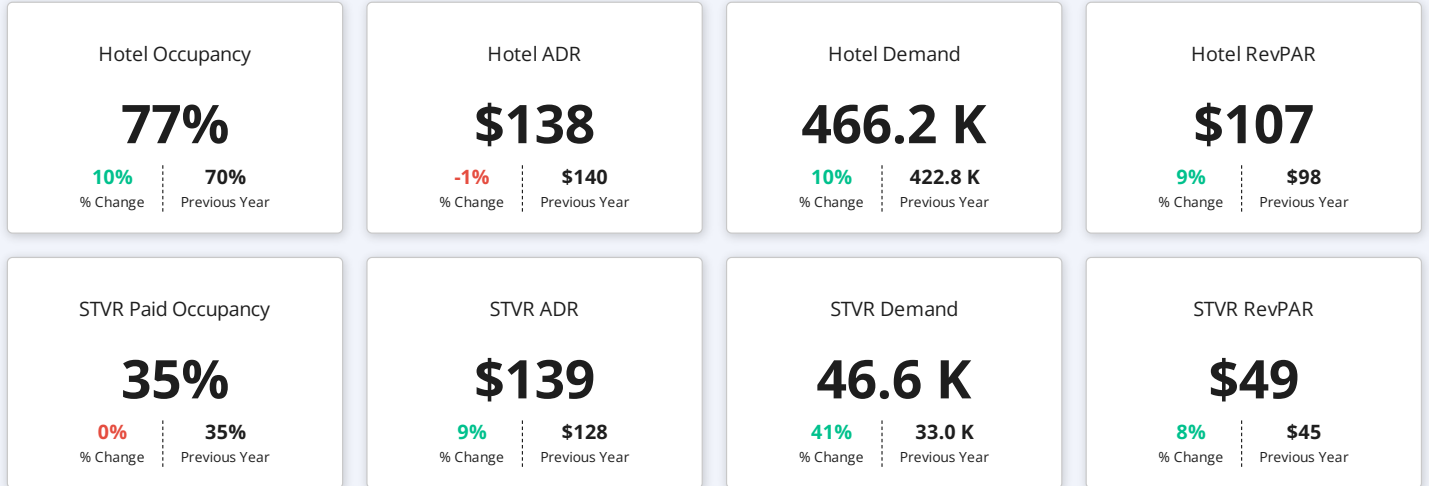 Hotel Occupancy
77%
10%
% Change
70%
Previous Year
Hotel ADR
$138
-1%
% Change
$140
Previous Year
Hotel Demand
466.2 K
10%
% Change
422.8 K
Previous Year
Hotel RevPAR
$107
9%
% Change
$98
Previous Year
STVR Paid Occupancy
35%
0%
% Change
35%
Previous Year
STVR ADR
$139
9%
% Change
$128
Previous Year
STVR Demand
46.6 K
41%
% Change
33.0 K
Previous Year
STVR RevPAR
$49
8%
% Change
$45
Previous Year